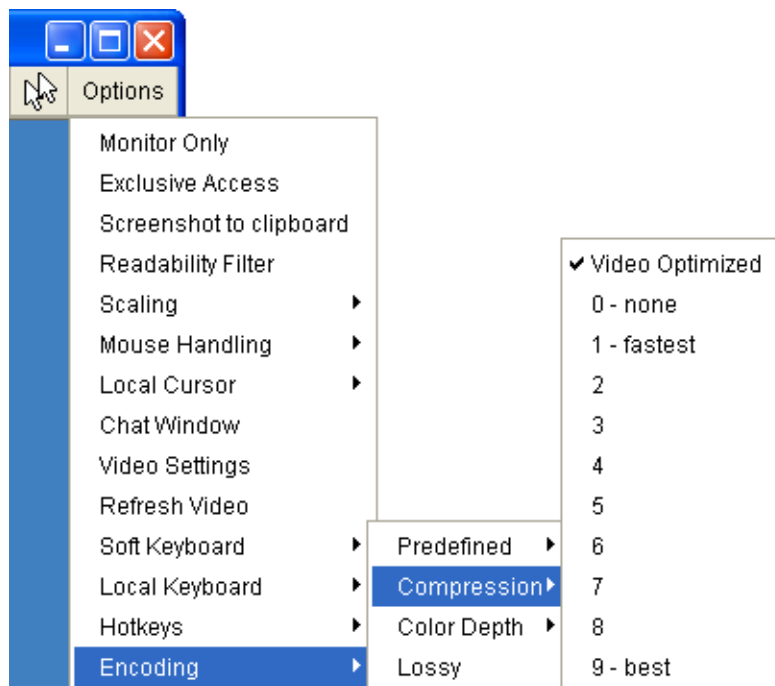 Options
Monitor Only
Exclusive Access
Screenshot to clipboard
Readability Filter
Scaling
Mouse Handling
Local Cursor
Chat Window
Video Settings
Refresh Video
Soft Keyboard
Local Keyboard
Hotkeys
Encoding
Predefined
Compression
Color Depth
Lossy
Video Optimized
0 - none
1 - fastest
2
3
4
5
6
7
8
9 - best